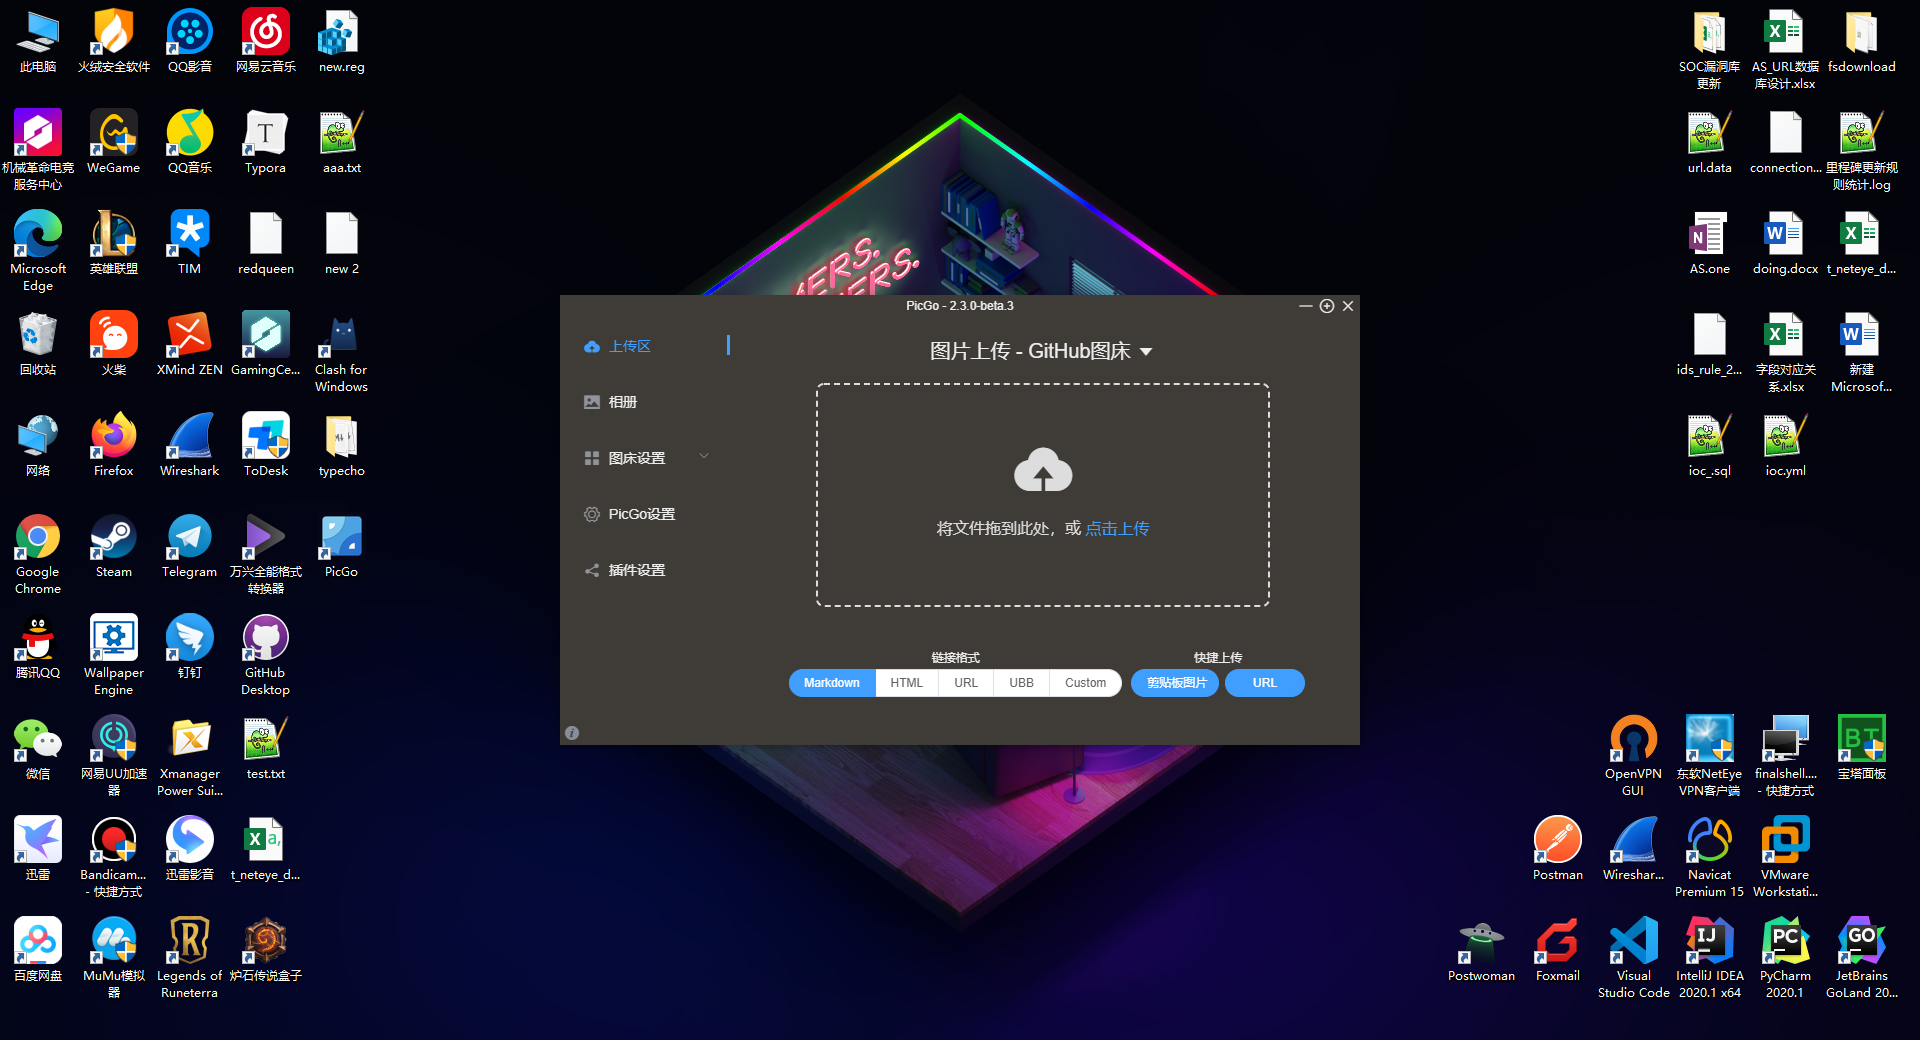 此电脑
火绒安全软件
QQ影音
网易云音乐
new.reg
机械革命电竞
服务中心
WeGame
QQ音乐
Typora
aaa.txt
Microsoft
Edge
英雄联盟
TIM
redqueen
new 2
回收站
火柴
XMind ZEN
GamingCe...
Clash for
Windows
网络
Firefox
Wireshark
ToDesk
typecho
Google
Chrome
Steam
Telegram
万兴全能格式
转换器
PicGo
腾讯QQ
Wallpaper
Engine
钉钉
GitHub
Desktop
微信
网易UU加速
器
Xmanager
Power Sui...
test.txt
迅雷
Bandicam...
- 快捷方式
迅雷影音
t_neteye_d...
百度网盘
MuMu模拟
器
Legends of
Runeterra
炉石传说盒子
PicGo - 2.3.0-beta.3
上传区
相册
图床设置
PicGo设置
插件设置
图片上传 - GitHub图床
将文件拖到此处，或 点击上传
链接格式
快捷上传
Markdown
HTML
URL
UBB
Custom
剪贴板图片
URL
SOC漏洞库
更新
AS_URL数据
库设计.xlsx
fsdownload
url.data
connection...
里程碑更新规
则统计.log
AS.one
doing.docx
t_neteye_d...
ids_rule_2...
字段对应关
系.xlsx
新建
Microsof...
ioc_.sql
ioc.yml
OpenVPN
GUI
东软NetEye
VPN客户端
finalshell....
- 快捷方式
宝塔面板
Postman
Wireshar...
Navicat
Premium 15
VMware
Workstati...
Postwoman
Foxmail
Visual
Studio Code
IntelliJ IDEA
2020.1 x64
PyCharm
2020.1
JetBrains
GoLand 20...